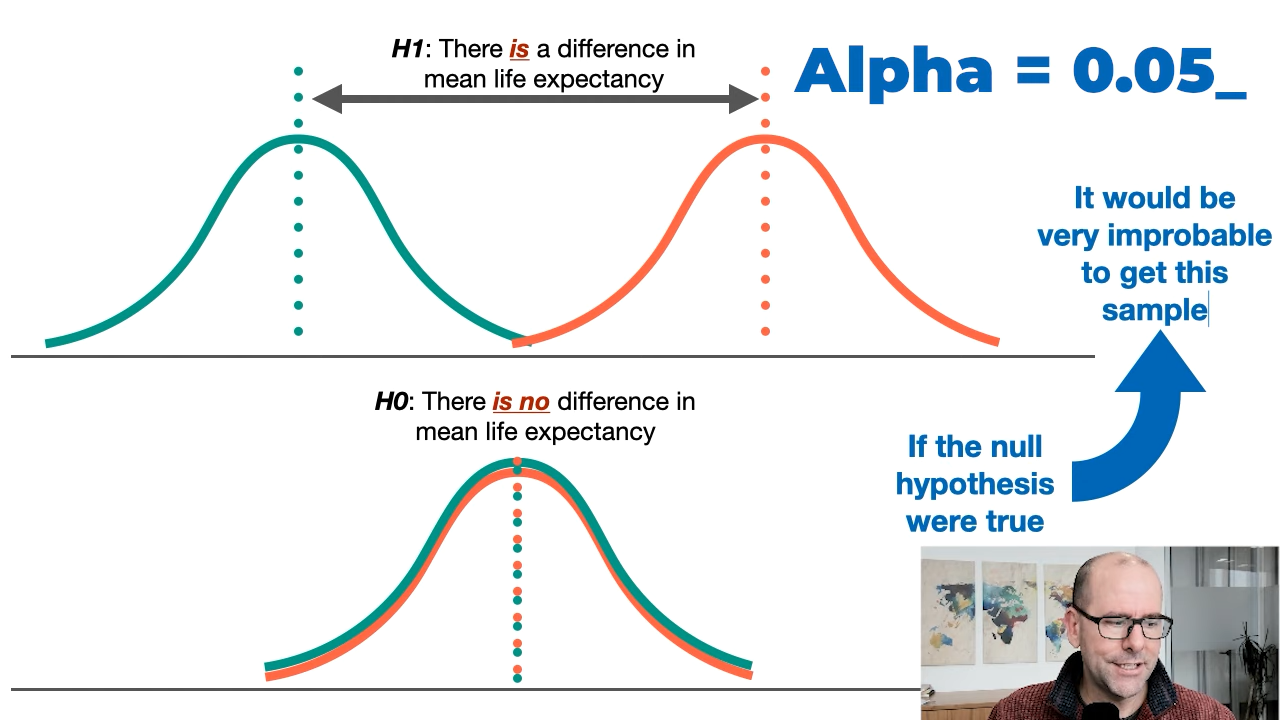 H1: There is a difference in
mean life expectancy
Alpha = 0.05_
It would be
very improbable
to get this
sample
H0: There is no difference in
mean life expectancy
If the null
hypothesis
were true